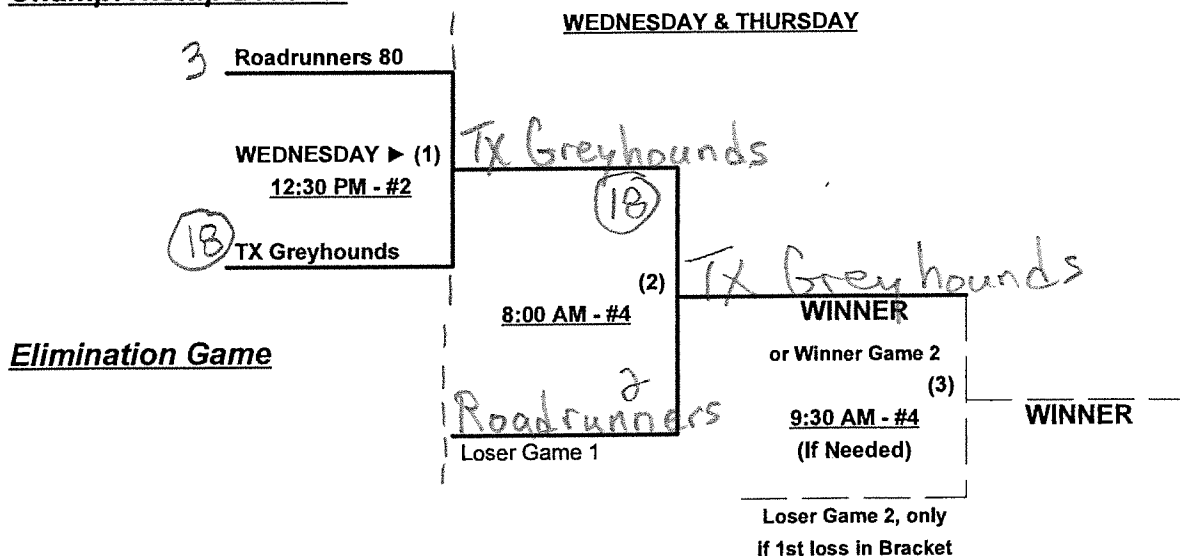 WEDNESDAY & THURSDAY
3 Roadrunners 80
WEDNESDAY ► (1)
12:30 PM - #2
TX Greyhounds
18
18 TX Greyhounds
(2)
8:00 AM - #4
TX Greyhounds
WINNER
or Winner Game 2
(3)
9:30 AM - #4
(If Needed)
WINNER
Elimination Game
2
Roadrunners
Loser Game 1
Loser Game 2, only
if 1st loss in Bracket